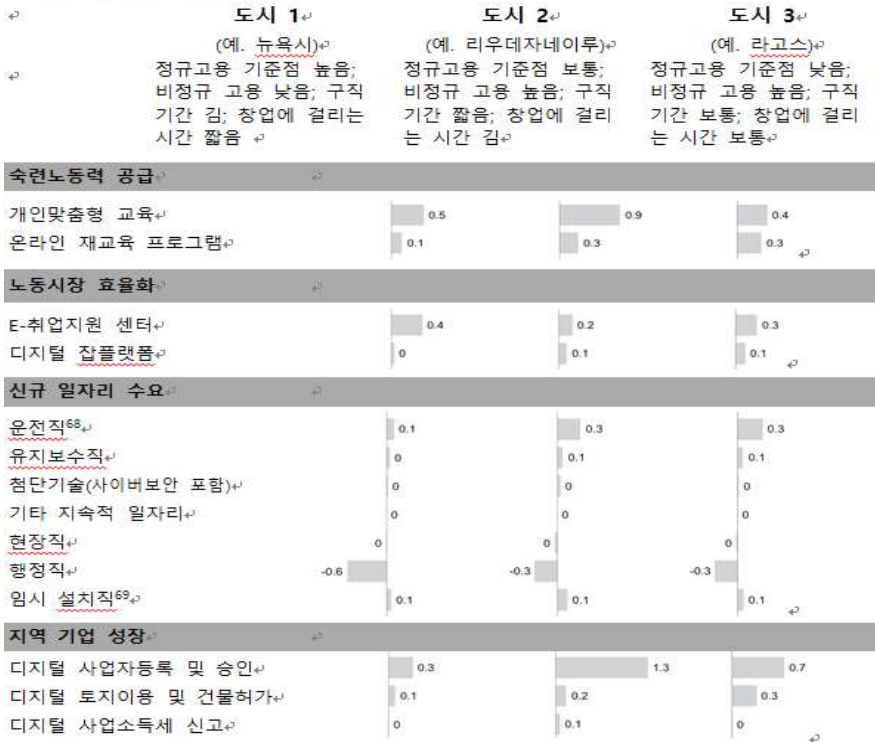 도시 1 도시 2 도시 3
(예. 뉴욕시) (예. 리우데자네이루) (예. 라고스)
정규고용 기준점 높음; 정규고용 기준점 보통; 정규고용 기준점 낮음;
비정규 고용 낮음; 구직 비정규 고용 높음; 구직 비정규 고용 높음; 구직
기간 김; 창업에 걸리는 기간 짧음; 창업에 걸리 기간 보통; 창업에 걸리
시간 짧음 는 시간 김 는 시간 보통
숙련노동력 공급
개인맞춤형 교육 0.5 0.9 0.4
온라인 재교육 프로그램 0.1 0.3 0.3
노동시장 효율화
E-취업지원 센터 0.4 0.2 0.3
디지털 잡플랫폼 0 0.1 0.1
신규 일자리 수요
운전직68 0.1 0.3 0.3
유지보수직 0 0.1 0.1
첨단기술(사이버보안 포함) 0 0 0
기타 지속적 일자리 0 0 0
현장직 0 0 0
행정직 -0.6 -0.3 -0.3
임시 설치직69 0.1 0.1 0.1
지역 기업 성장
디지털 사업자등록 및 승인 0.3 1.3 0.7
디지털 토지이용 및 건물허가 0.1 0.2 0.3
디지털 사업소득세 신고 0 0.1 0